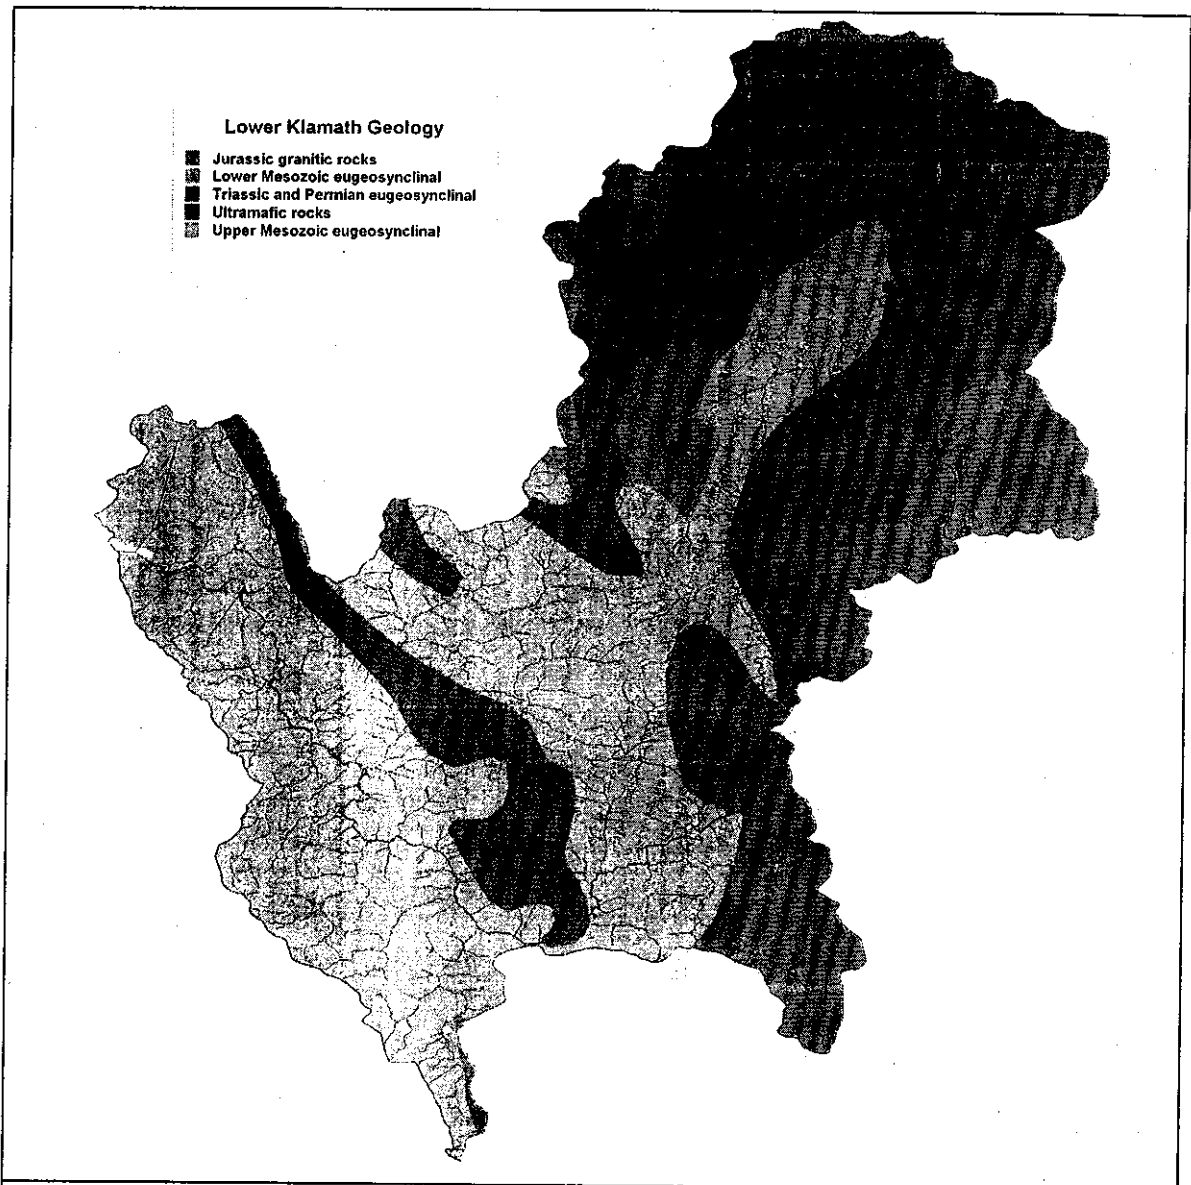 Lower Klamath Geology
Jurassic granitic rocks
Lower Mesozoic eugeosynclinal
Triassic and Permian eugeosynclinal
Ultramafic rocks
Upper Mesozoic eugeosynclinal